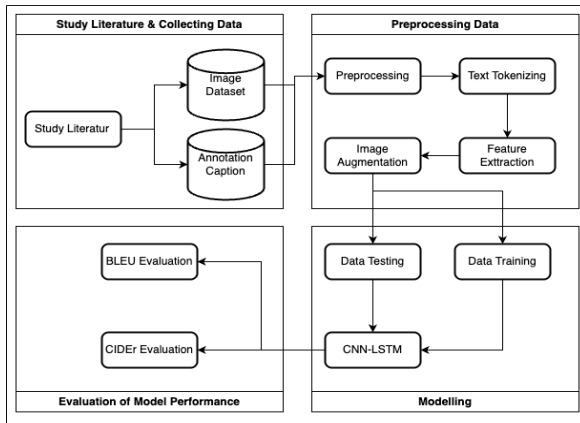 Study Literature & Collecting Data
Study Literatur
Image
Dataset
Annotation
Caption
Preprocessing Data
Preprocessing
Text Tokenizing
Image
Augmentation
Feature
Exttraction
BLEU Evaluation
CIDEr Evaluation
Evaluation of Model Performance
Data Testing
Data Training
CNN-LSTM
Modelling